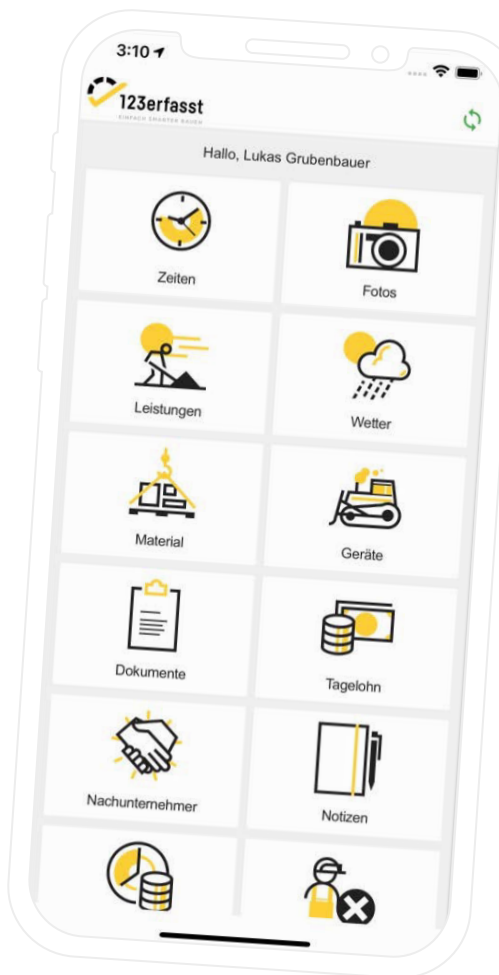 3:10
123erfasst
EINFACH SMARTER BAUEN
Hallo, Lukas Grubenbauer
Zeiten
Fotos
Leistungen
Wetter
Material
Geräte
Dokumente
Tagelohn
Nachunternehmer
Notizen